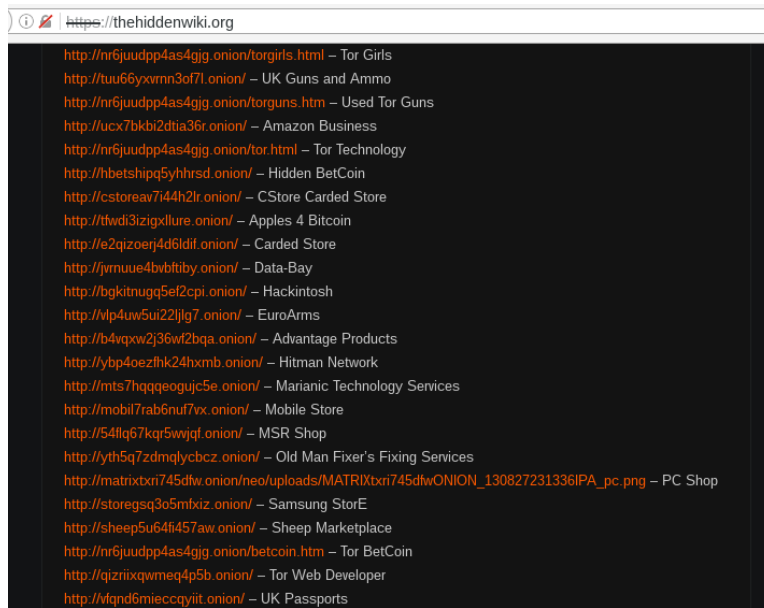 https://thehiddenwiki.org
http://nr6juudpp4as4gjg.onion/torgirls.html – Tor Girls
http://tuu66yxvrnn3of7l.onion/ – UK Guns and Ammo
http://nr6juudpp4as4gjg.onion/torguns.htm – Used Tor Guns
http://ucx7bkbi2dtia36r.onion/ – Amazon Business
http://nr6juudpp4as4gjg.onion/tor.html – Tor Technology
http://hbetshipq5yhhrsd.onion/ – Hidden BetCoin
http://cstoreav7i44h2lr.onion/ – CStore Carded Store
http://tfwdi3izigxllure.onion/ – Apples 4 Bitcoin
http://e2qizoerj4d6ldif.onion/ – Carded Store
http://jvrnuue4bvbftiby.onion/ – Data-Bay
http://bgkitnugq5ef2cpi.onion/ – Hackintosh
http://vlp4uw5ui22ljlg7.onion/ – EuroArms
http://b4vqxw2j36wf2bqa.onion/ – Advantage Products
http://ybp4oezfhk24hxmb.onion/ – Hitman Network
http://mts7hqqqeogujc5e.onion/ – Marianic Technology Services
http://mobil7rab6nuf7vx.onion/ – Mobile Store
http://54flq67kqr5wvjqf.onion/ – MSR Shop
http://yth5q7zdmqlycbcz.onion/ – Old Man Fixer's Fixing Services
http://matrixtxri745dfw.onion/neo/uploads/MATRIXtxri745dfwONION_130827231336IPA_pc.png – PC Shop
http://storegsq3o5mfxiz.onion/ – Samsung StorE
http://sheep5u64fi457aw.onion/ – Sheep Marketplace
http://nr6juudpp4as4gjg.onion/betcoin.htm – Tor BetCoin
http://qizriixqwmeq4p5b.onion/ – Tor Web Developer
http://vfqnd6mieccqyiit.onion/ – UK Passports